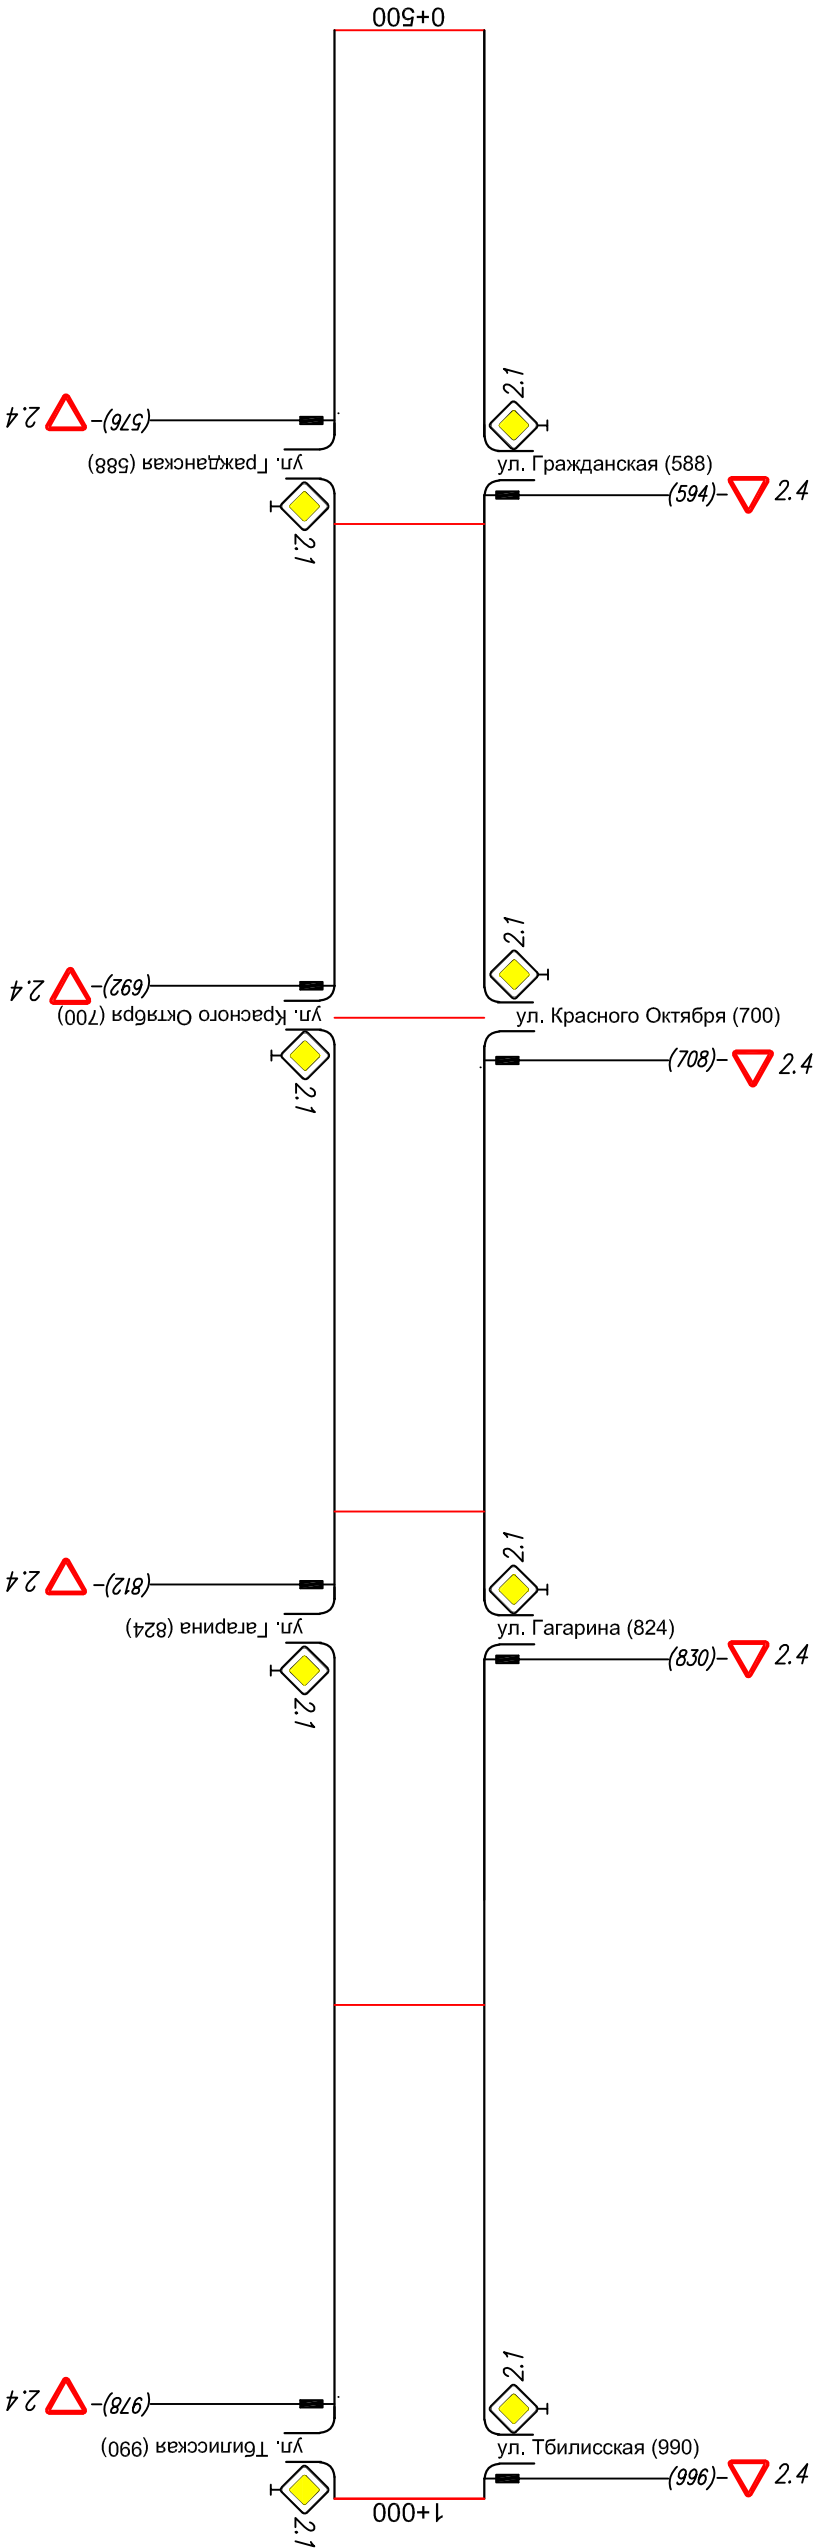 0+500
2.1
2.4 (576)
ул. Гражданская (588)
ул. Гражданская (588)
(594) 2.4
2.1
2.1
2.4 (692)
ул. Красного Октября (700)
ул. Красного Октября (700)
(708) 2.4
2.1
2.1
2.4 (812)
ул. Гагарина (824)
ул. Гагарина (824)
(830) 2.4
2.1
2.1
2.4 (978)
ул. Тбилисская (990)
ул. Тбилисская (990)
(996) 2.4
1+000
2.1